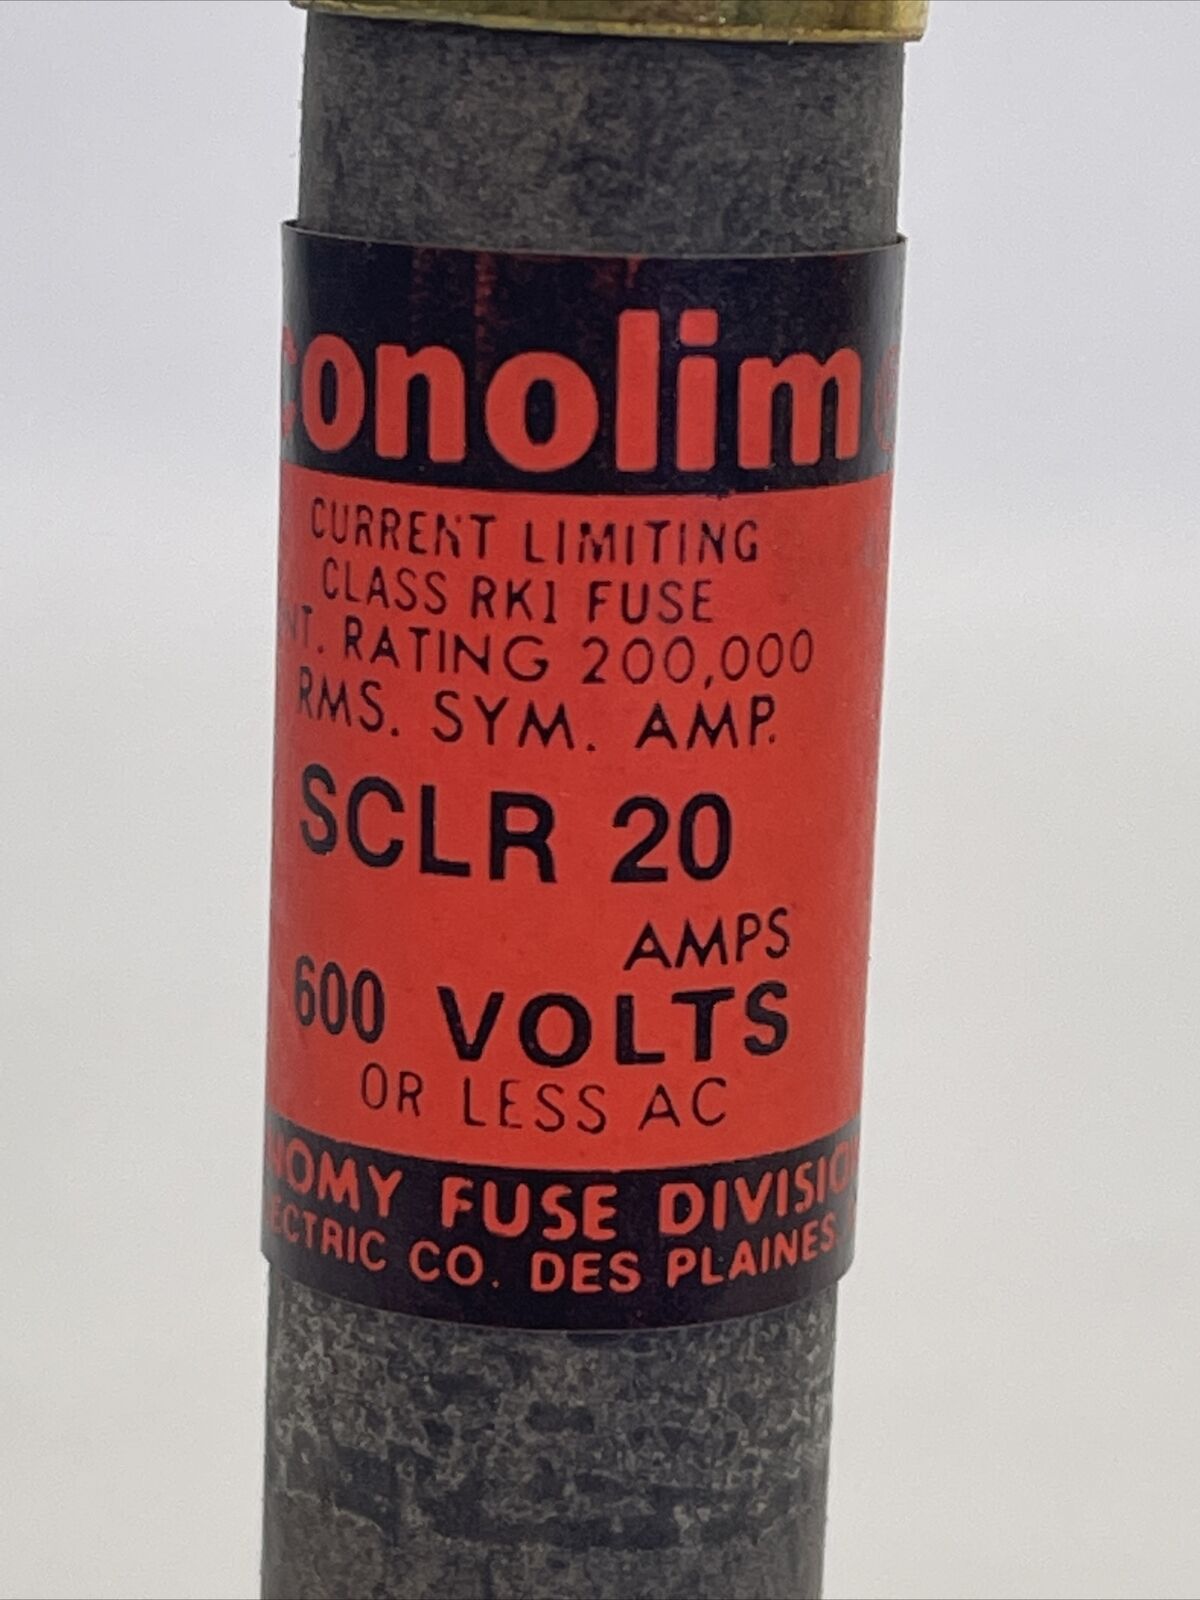 conolim
CURRENT LIMITING
CLASS RK1 FUSE
NT. RATING 200,000
RMS. SYM. AMP.
SCLR 20
AMPS
600 VOLTS
OR LESS AC
NOMY FUSE DIVISIO
ECTRIC CO. DES PLAINES,